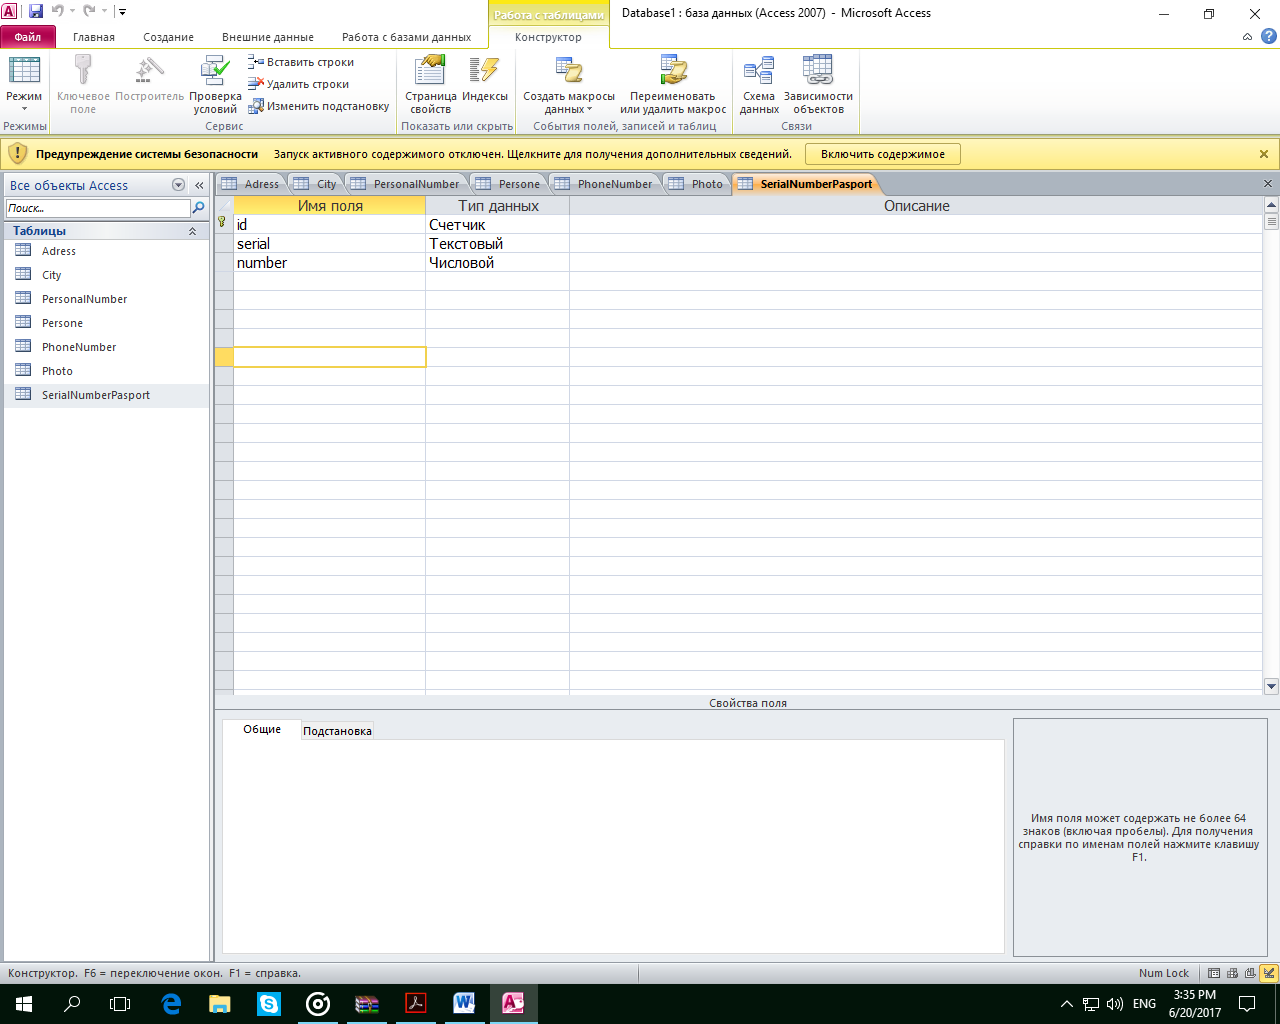 Работа с таблицами
Database1 : база данных (Access 2007) - Microsoft Access
Файл
Главная
Создание
Внешние данные
Работа с базами данных
Конструктор
Режим
Ключевое поле
Построитель
Проверка условий
Вставить строки
Удалить строки
Изменить подстановку
Страница свойств
Индексы
Создать макросы данных
Переименовать или удалить макрос
Схема данных
Зависимости объектов
Режимы
Сервис
Показать или скрыть
События полей, записей и таблиц
Связи
Предупреждение системы безопасности
Запуск активного содержимого отключен. Щелкните для получения дополнительных сведений.
Включить содержимое
Все объекты Access
Поиск...
Таблицы
Adress
City
PersonalNumber
Persone
PhoneNumber
Photo
SerialNumberPasport
Adress
City
PersonalNumber
Persone
PhoneNumber
Photo
SerialNumberPasport
Имя поля
Тип данных
Описание
id
Счетчик
serial
Текстовый
number
Числовой
Свойства поля
Общие
Подстановка
Имя поля может содержать не более 64
знаков (включая пробелы). Для получения
справки по именам полей нажмите клавишу
F1.
Конструктор. F6 = переключение окон. F1 = справка.
Num Lock
ENG
3:35 PM
6/20/2017